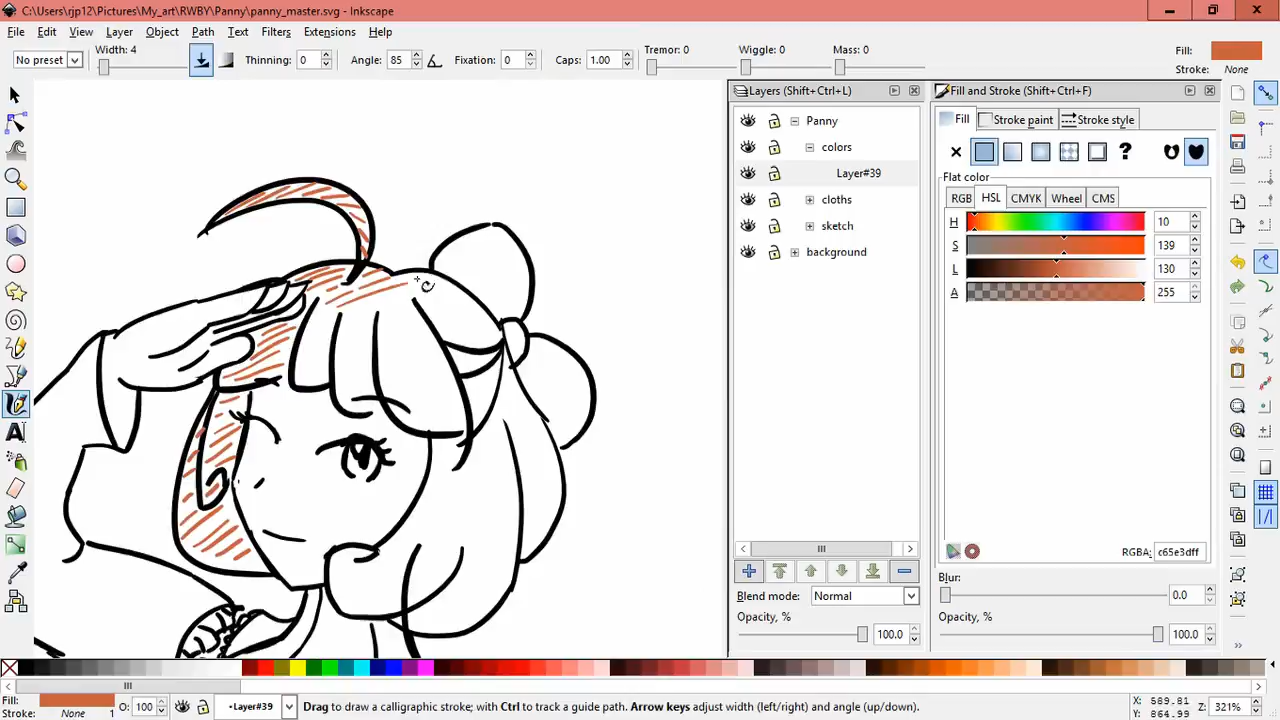 C:\Users\rjp12\Pictures\My_art\RWBY\Panny\panny_master.svg - Inkscape
File Edit View Layer Object Path Text Filters Extensions Help
No preset Width: 4 Thinning: 0 Angle: 85 Fixation: 0 Caps: 1.00 Tremor: 0 Wiggle: 0 Mass: 0 Fill: Stroke: None
Layers (Shift+Ctrl+L)
Panny
colors
Layer#39
cloths
sketch
background
Blend mode: Normal
Opacity, % 100.0
Fill and Stroke (Shift+Ctrl+F)
Fill Stroke paint Stroke style
?
Flat color
RGB HSL CMYK Wheel CMS
H 10
S 139
L 130
A 255
RGBA: c65e3dff
Blur:
0.0
Opacity, %
100.0
Fill:
Stroke: None 1 O: 100 •Layer#39 Drag to draw a calligraphic stroke; with Ctrl to track a guide path. Arrow keys adjust width (left/right) and angle (up/down).
X: 589.81
Y: 864.99
Z: 321%